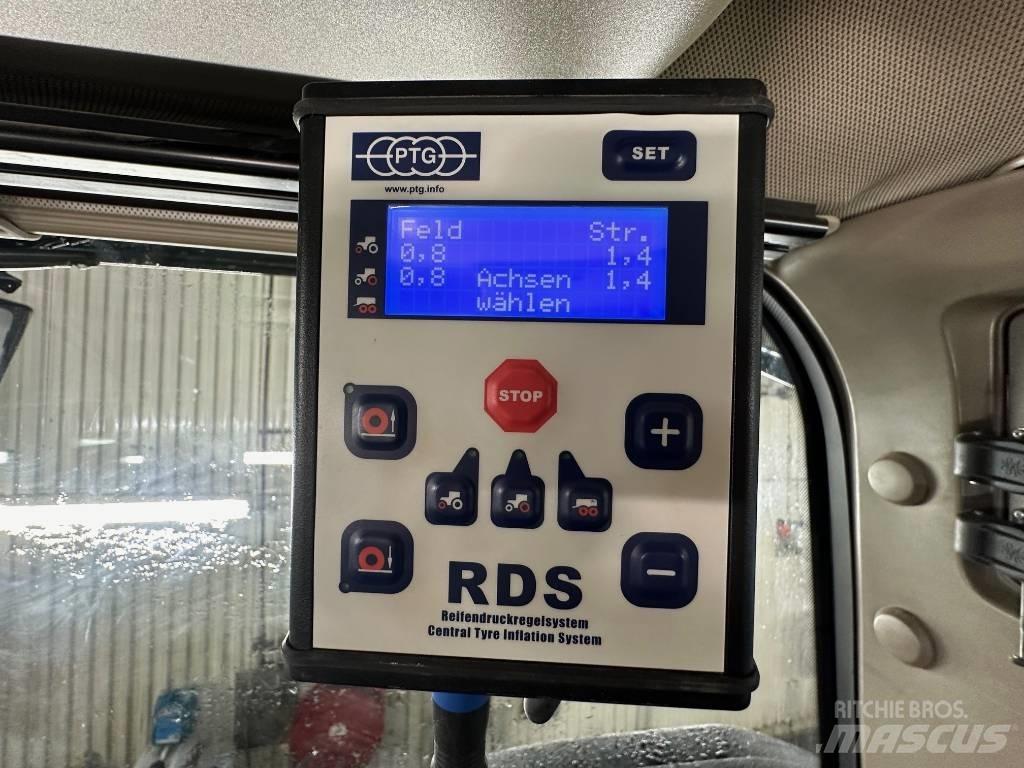 PTG
www.ptg.info
SET
Feld Str.
0,8 1,4
0,8 Achsen 1,4
wählen
STOP
+
−
RDS
Reifendruckregelsystem
Central Tyre Inflation System
RITCHIE BROS.
MASCUS